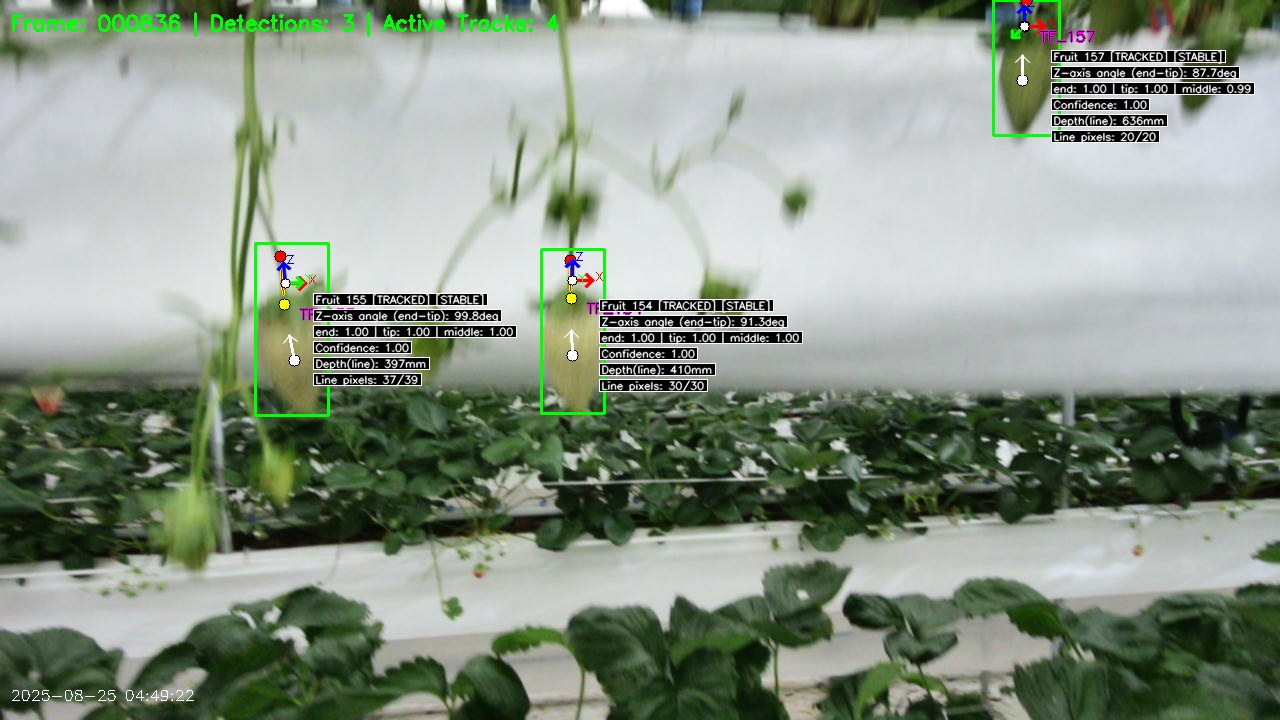 Frame: 000836 | Detections: 3 | Active Tracks: 4
TF_157
Fruit 157 [TRACKED] [STABLE]
Z-axis angle (end-tip): 87.7deg
end: 1.00 | tip: 1.00 | middle: 0.99
Confidence: 1.00
Depth(line): 636mm
Line pixels: 20/20
Z
X
Fruit 155 [TRACKED] [STABLE]
Z-axis angle (end-tip): 99.8deg
end: 1.00 | tip: 1.00 | middle: 1.00
Confidence: 1.00
Depth(line): 397mm
Line pixels: 37/39
Z
X
Fruit 154 [TRACKED] [STABLE]
Z-axis angle (end-tip): 91.3deg
end: 1.00 | tip: 1.00 | middle: 1.00
Confidence: 1.00
Depth(line): 410mm
Line pixels: 30/30
2025-08-25 04:49:22